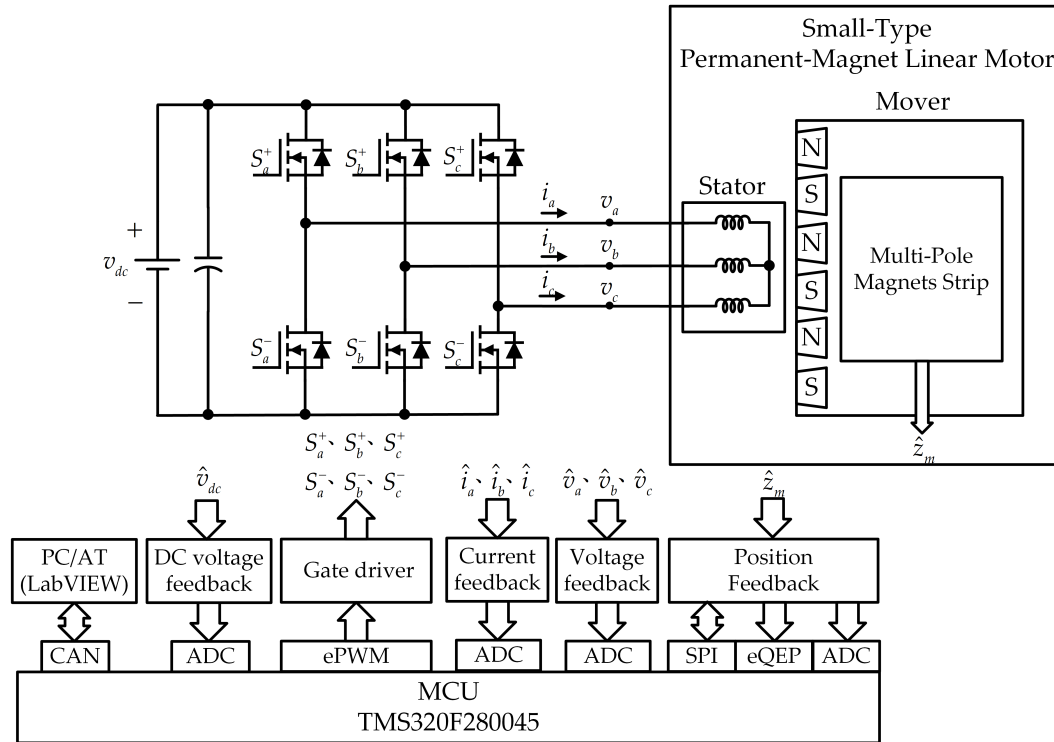 Small-Type
Permanent-Magnet Linear Motor
Mover
N
S
N
S
N
S
Multi-Pole
Magnets Strip
ẑ_m
Stator
S_a^+
S_b^+
S_c^+
i_a
v_a
i_b
v_b
i_c
v_c
+
v_dc
−
S_a^−
S_b^−
S_c^−
S_a^+、S_b^+、S_c^+
S_a^−、S_b^−、S_c^−
v̂_dc
î_a、î_b、î_c
v̂_a、v̂_b、v̂_c
ẑ_m
PC/AT
(LabVIEW)
DC voltage
feedback
Gate driver
Current
feedback
Voltage
feedback
Position
Feedback
CAN
ADC
ePWM
ADC
ADC
SPI
eQEP
ADC
MCU
TMS320F280045